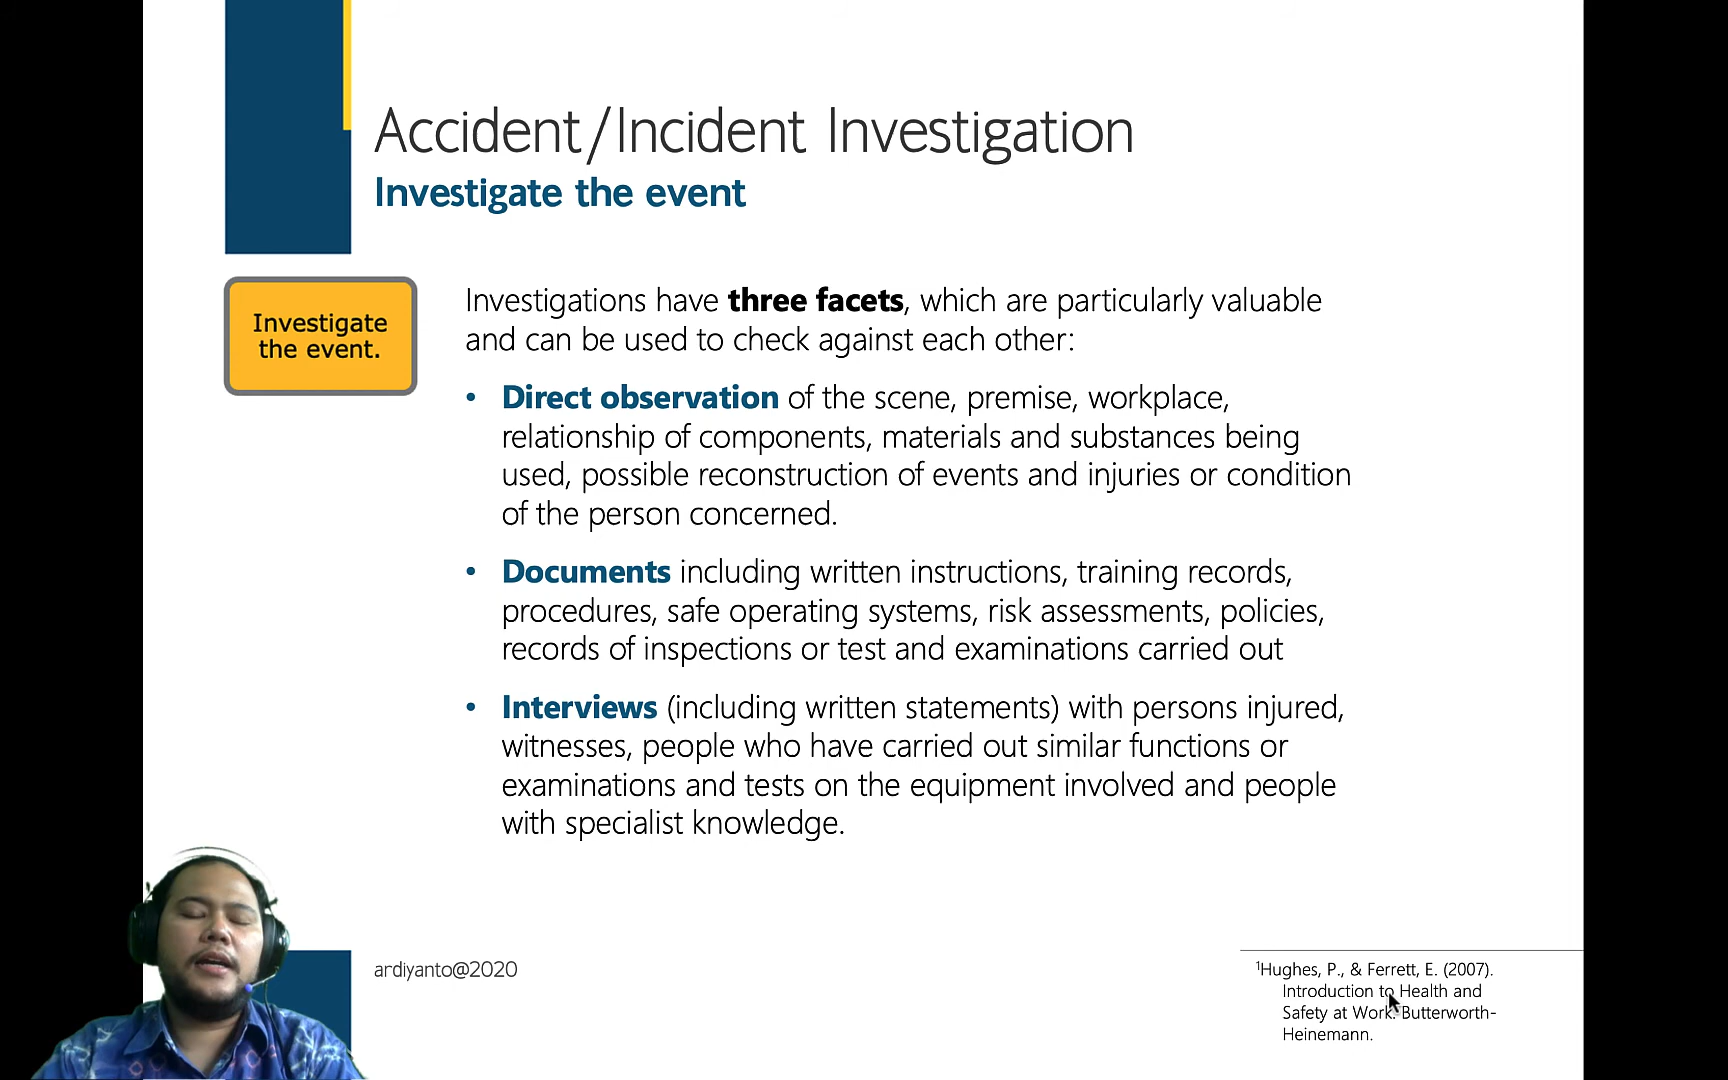 Accident/Incident Investigation
Investigate the event
Investigate
the event.
Investigations have three facets, which are particularly valuable
and can be used to check against each other:
• Direct observation of the scene, premise, workplace,
relationship of components, materials and substances being
used, possible reconstruction of events and injuries or condition
of the person concerned.
• Documents including written instructions, training records,
procedures, safe operating systems, risk assessments, policies,
records of inspections or test and examinations carried out
• Interviews (including written statements) with persons injured,
witnesses, people who have carried out similar functions or
examinations and tests on the equipment involved and people
with specialist knowledge.
ardiyanto@2020
¹Hughes, P., & Ferrett, E. (2007).
Introduction to Health and
Safety at Work. Butterworth-
Heinemann.